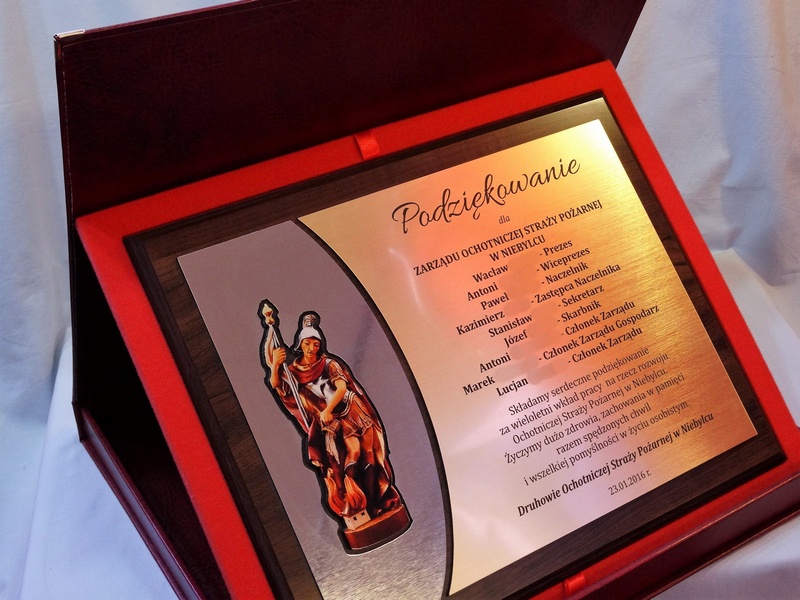 Podziękowanie
dla
ZARZĄDU OCHOTNICZEJ STRAŻY POŻARNEJ
W NIEBYLCU
Wacław - Prezes
Antoni - Wiceprezes
Paweł - Naczelnik
Kazimierz - Zastępca Naczelnika
Stanisław - Sekretarz
Józef - Skarbnik
- Członek Zarządu
Antoni - Członek Zarządu Gospodarz
Marek - Członek Zarządu
Lucjan
Składamy serdeczne podziękowanie
za wieloletni wkład pracy na rzecz rozwoju
Ochotniczej Straży Pożarnej w Niebylcu.
Życzymy dużo zdrowia, zachowania w pamięci
razem spędzonych chwil
i wszelkiej pomyślności w życiu osobistym
Druhowie Ochotniczej Straży Pożarnej w Niebylcu
23.01.2016 r.